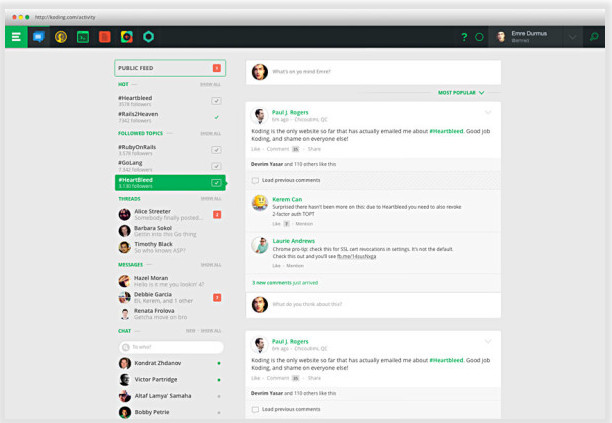 http://koding.com/activity
?
Emre Durmus
PUBLIC FEED
HOT
SHOW ALL
#Heartbleed
3578 followers
#Rails2Heaven
7342 followers
FOLLOWED TOPICS
SHOW ALL
#RubyOnRails
3 578 followers
#GoLang
7 342 followers
#HeartBleed
3 130 followers
THREADS
SHOW ALL
Alice Streeter
Somebody finally posted...
Barbara Sokol
Gettin into this Go thing
Timothy Black
So who knows ASP?
MESSAGES
SHOW ALL
Hazel Moran
Hello is it me you lookin' 4?
Debbie Garcia
Eli, Kerem, and 1 other
Renata Frolova
Geisha move on bro
CHAT
NEW SHOW ALL
To who?
Kondrat Zhdanov
Victor Partridge
Altaf Lamya' Samaha
Bobby Petrie
What's on yo mind Emre?
MOST POPULAR
Paul J. Rogers
6m ago - Chicoutimi, QC
Koding is the only website so far that has actually emailed me about #Heartbleed. Good job
Koding, and shame on everyone else!
Like Comment Share
Devrim Yasar and 110 others like this
Load previous comments
Kerem Can
Surprised there hasn't been more on this: due to HeartBleed you need to also revoke
2-factor auth TOPT
Like 7 Mention
Laurie Andrews
Chrome pro-tip: check this for SSL cert revocations in settings. It's not the default.
Check this out and you'll see
Like - Mention
3 new comments just arrived
What do you think about this?
Paul J. Rogers
6m ago - Chicoutimi, QC
Koding is the only website so far that has actually emailed me about #Heartbleed. Good job
Koding, and shame on everyone else!
Like Comment Share
Devrim Yasar and 110 others like this
Load previous comments